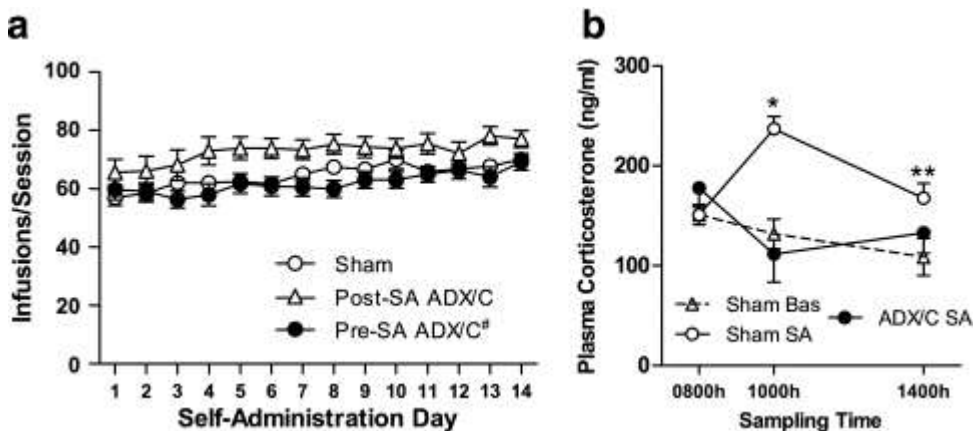 a
100
80
60
40
20
0
Infusions/Session
Sham
Post-SA ADX/C
Pre-SA ADX/C#
1 2 3 4 5 6 7 8 9 10 11 12 13 14
Self-Administration Day
b
300
200
100
0
Plasma Corticosterone (ng/ml)
*
**
Sham Bas
Sham SA
ADX/C SA
0800h 1000h 1400h
Sampling Time